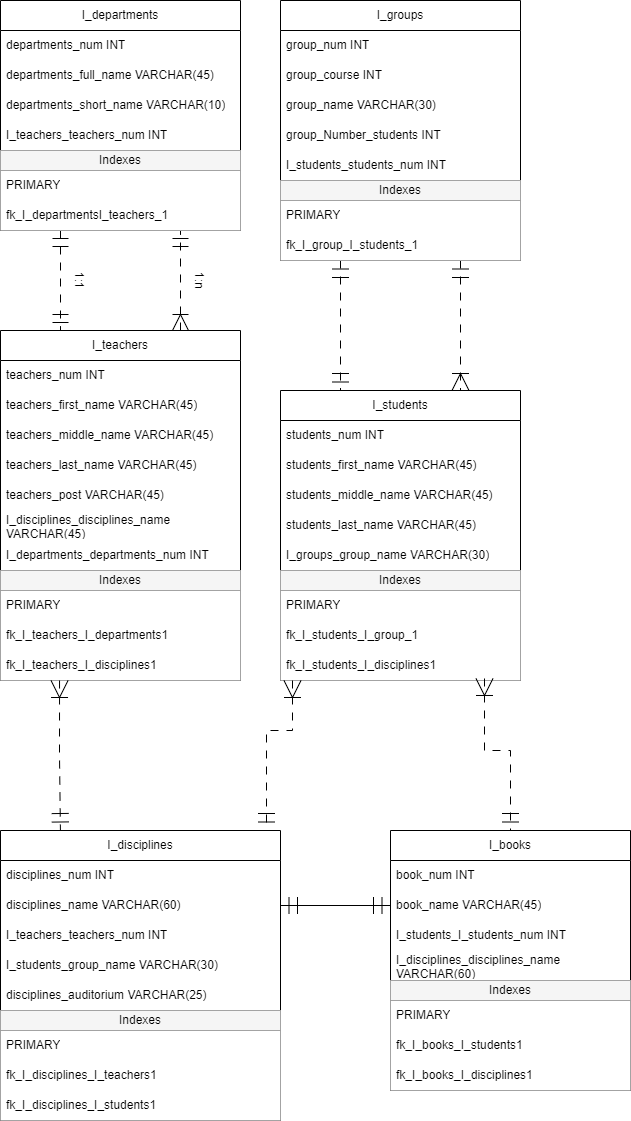 l_departments
departments_num INT
departments_full_name VARCHAR(45)
departments_short_name VARCHAR(10)
l_teachers_teachers_num INT
Indexes
PRIMARY
fk_l_departmentsl_teachers_1
l_groups
group_num INT
group_course INT
group_name VARCHAR(30)
group_Number_students INT
l_students_students_num INT
Indexes
PRIMARY
fk_l_group_l_students_1
1:1
1:n
l_teachers
teachers_num INT
teachers_first_name VARCHAR(45)
teachers_middle_name VARCHAR(45)
teachers_last_name VARCHAR(45)
teachers_post VARCHAR(45)
l_disciplines_disciplines_name
VARCHAR(45)
l_departments_departments_num INT
Indexes
PRIMARY
fk_l_teachers_l_departments1
fk_l_teachers_l_disciplines1
l_students
students_num INT
students_first_name VARCHAR(45)
students_middle_name VARCHAR(45)
students_last_name VARCHAR(45)
l_groups_group_name VARCHAR(30)
Indexes
PRIMARY
fk_l_students_l_group_1
fk_l_students_l_disciplines1
l_disciplines
disciplines_num INT
disciplines_name VARCHAR(60)
l_teachers_teachers_num INT
l_students_group_name VARCHAR(30)
disciplines_auditorium VARCHAR(25)
Indexes
PRIMARY
fk_l_disciplines_l_teachers1
fk_l_disciplines_l_students1
l_books
book_num INT
book_name VARCHAR(45)
l_students_l_students_num INT
l_disciplines_disciplines_name
VARCHAR(60)
Indexes
PRIMARY
fk_l_books_l_students1
fk_l_books_l_disciplines1